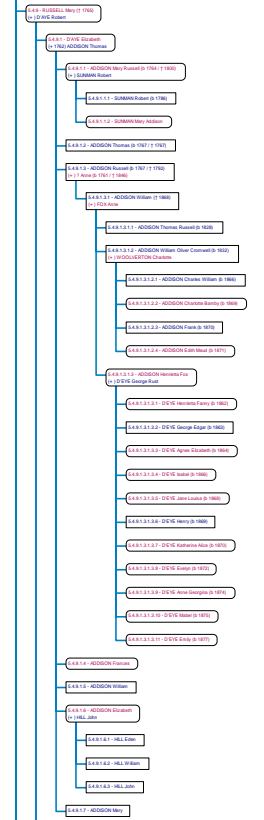 5.4.9 - RUSSELL Mary († 1765)
(+ ) D'AYE Robert
5.4.9.1 - D'AYE Elizabeth
(+ 1762) ADDISON Thomas
5.4.9.1.1 - ADDISON Mary Russell (b 1764 / † 1800)
(+ ) SUNMAN Robert
5.4.9.1.1.1 - SUNMAN Robert (b 1786)
5.4.9.1.1.2 - SUNMAN Mary Addison
5.4.9.1.2 - ADDISON Thomas (b 1767 / † 1767)
5.4.9.1.3 - ADDISON Russell (b 1767 / † 1792)
(+ ) ? Anne (b 1761 / † 1846)
5.4.9.1.3.1 - ADDISON William († 1868)
(+ ) FOX Anne
5.4.9.1.3.1.1 - ADDISON Thomas Russell (b 1828)
5.4.9.1.3.1.2 - ADDISON William Oliver Cromwell (b 1832)
(+ ) WOOLVERTON Charlotte
5.4.9.1.3.1.2.1 - ADDISON Charles William (b 1866)
5.4.9.1.3.1.2.2 - ADDISON Charlotte Bamby (b 1869)
5.4.9.1.3.1.2.3 - ADDISON Frank (b 1870)
5.4.9.1.3.1.2.4 - ADDISON Edith Maud (b 1871)
5.4.9.1.3.1.3 - ADDISON Henrietta Fox
(+ ) D'EYE George Rust
5.4.9.1.3.1.3.1 - D'EYE Henrietta Fanny (b 1862)
5.4.9.1.3.1.3.2 - D'EYE George Edgar (b 1863)
5.4.9.1.3.1.3.3 - D'EYE Agnes Elizabeth (b 1864)
5.4.9.1.3.1.3.4 - D'EYE Isabel (b 1866)
5.4.9.1.3.1.3.5 - D'EYE Jane Louisa (b 1868)
5.4.9.1.3.1.3.6 - D'EYE Henry (b 1869)
5.4.9.1.3.1.3.7 - D'EYE Katherine Alice (b 1870)
5.4.9.1.3.1.3.8 - D'EYE Evelyn (b 1872)
5.4.9.1.3.1.3.9 - D'EYE Anne Georgina (b 1874)
5.4.9.1.3.1.3.10 - D'EYE Mabel (b 1875)
5.4.9.1.3.1.3.11 - D'EYE Emily (b 1877)
5.4.9.1.4 - ADDISON Frances
5.4.9.1.5 - ADDISON William
5.4.9.1.6 - ADDISON Elizabeth
(+ ) HILL John
5.4.9.1.6.1 - HILL Eden
5.4.9.1.6.2 - HILL William
5.4.9.1.6.3 - HILL John
5.4.9.1.7 - ADDISON Mary